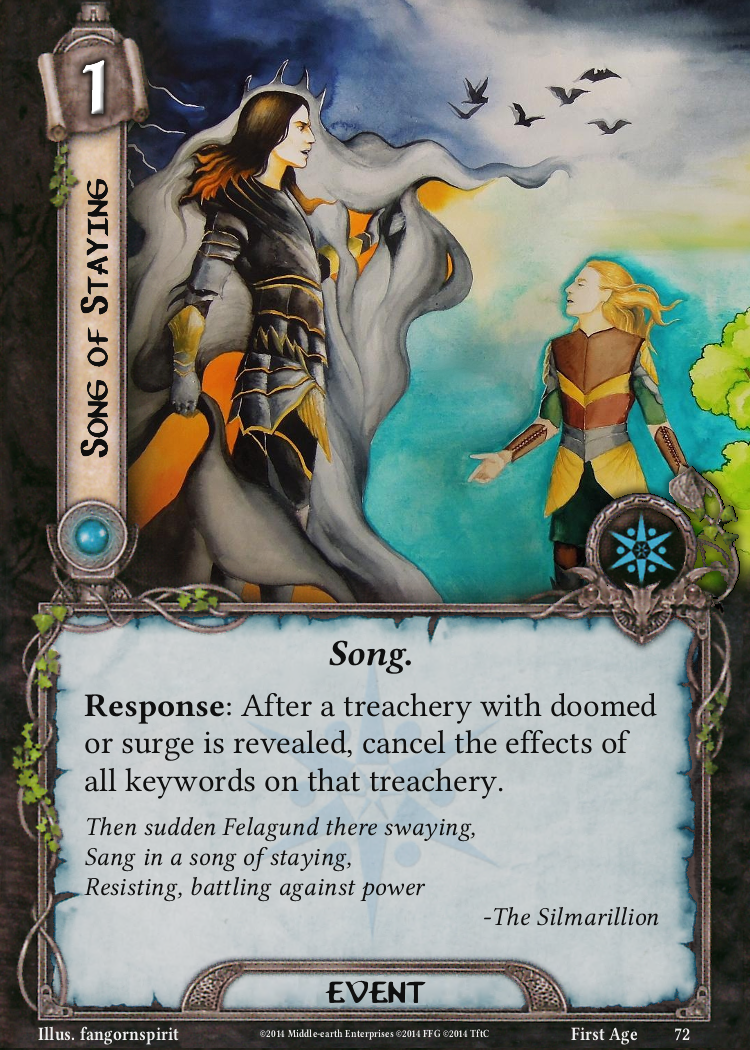 1
Song of Staying
Song.
Response: After a treachery with doomed
or surge is revealed, cancel the effects of
all keywords on that treachery.
Then sudden Felagund there swaying,
Sang in a song of staying,
Resisting, battling against power
-The Silmarillion
EVENT
Illus. fangornspirit ©2014 Middle-earth Enterprises ©2014 FFG ©2014 TftC First Age 72